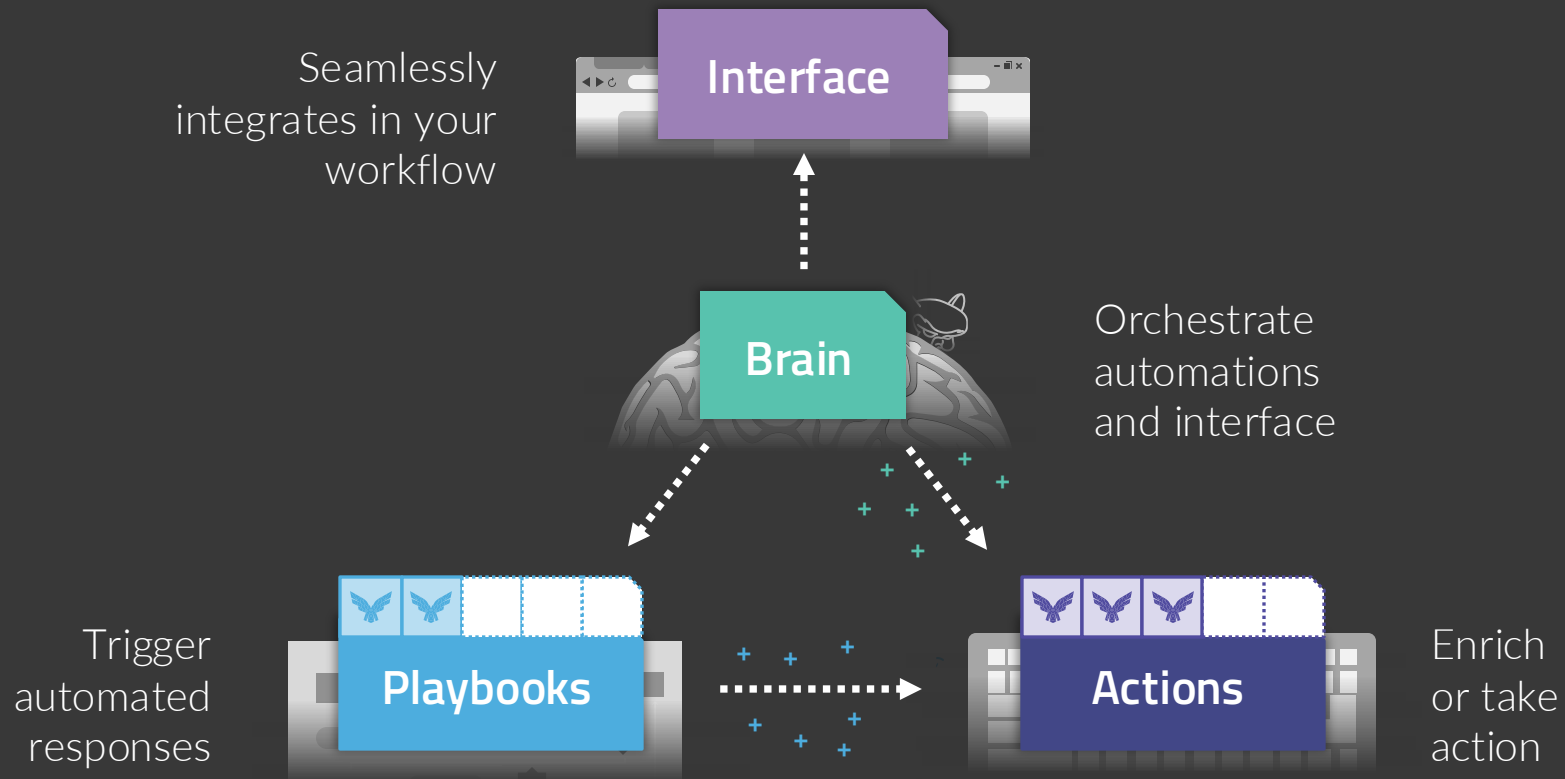 Seamlessly
integrates in your
workflow
Interface
Brain
Orchestrate
automations
and interface
Trigger
automated
responses
Playbooks
Actions
Enrich
or take
action